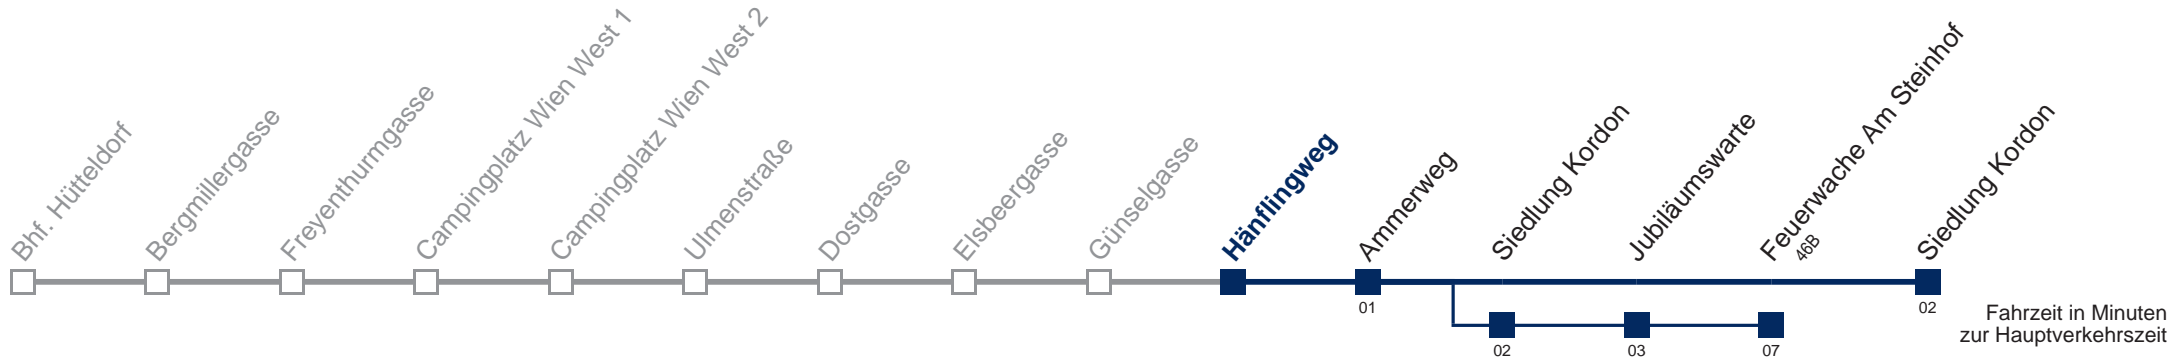 Bhf. Hütteldorf
Bergmillergasse
Freyenthurmgasse
Campingplatz Wien West 1
Campingplatz Wien West 2
Ulmenstraße
Dostgasse
Elsbeergasse
Günselgasse
Hänflingweg
Ammerweg
Siedlung Kordon
Jubiläumswarte
Feuerwache Am Steinhof
46B
Siedlung Kordon
01
02
02
03
07
Fahrzeit in Minuten
zur Hauptverkehrszeit